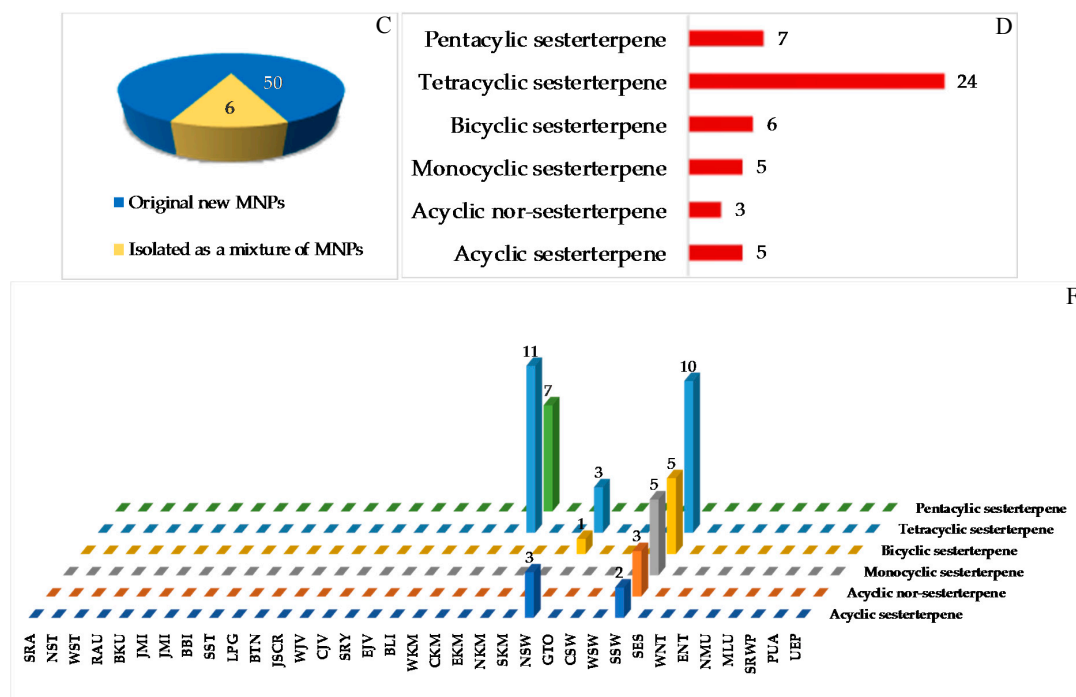 C
50
6
Original new MNPs
Isolated as a mixture of MNPs
D
Pentacylic sesterterpene 7
Tetracyclic sesterterpene 24
Bicyclic sesterterpene 6
Monocyclic sesterterpene 5
Acyclic nor-sesterterpene 3
Acyclic sesterterpene 5
11
7
10
3
5
5
1
3
3
2
Pentacylic sesterterpene
Tetracyclic sesterterpene
Bicyclic sesterterpene
Monocyclic sesterterpene
Acyclic nor-sesterterpene
Acyclic sesterterpene
SRA
NST
WST
RAU
BKU
JMI
JMI
BBI
SST
LPG
BTN
JSCR
WJV
CJV
SRY
EJV
BLI
WKM
CKM
EKM
NKM
SKM
NSW
GTO
CSW
WSW
SSW
SES
WNT
ENT
NMU
MLU
SRWP
PUA
UEP